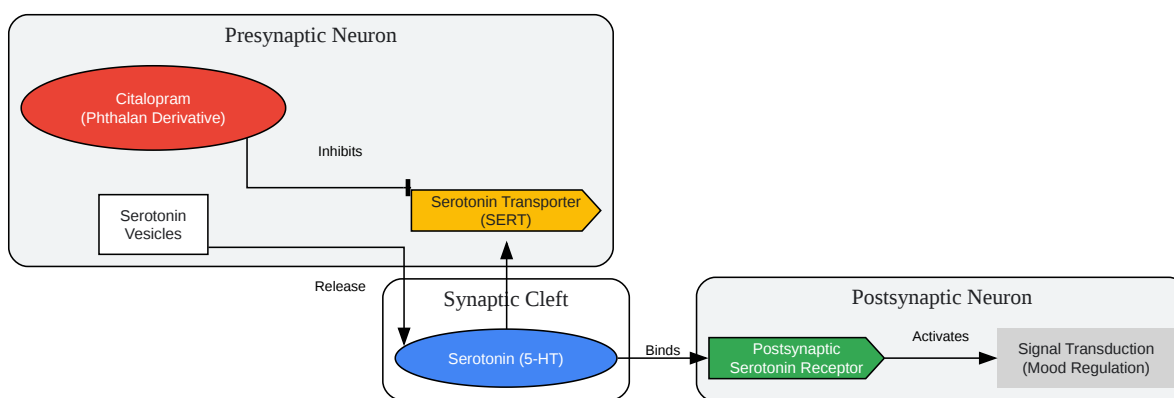 Presynaptic Neuron
Citalopram
(Phthalan Derivative)
Inhibits
Serotonin Transporter
(SERT)
Serotonin
Vesicles
Release
Synaptic Cleft
Serotonin (5-HT)
Binds
Postsynaptic Neuron
Postsynaptic
Serotonin Receptor
Activates
Signal Transduction
(Mood Regulation)